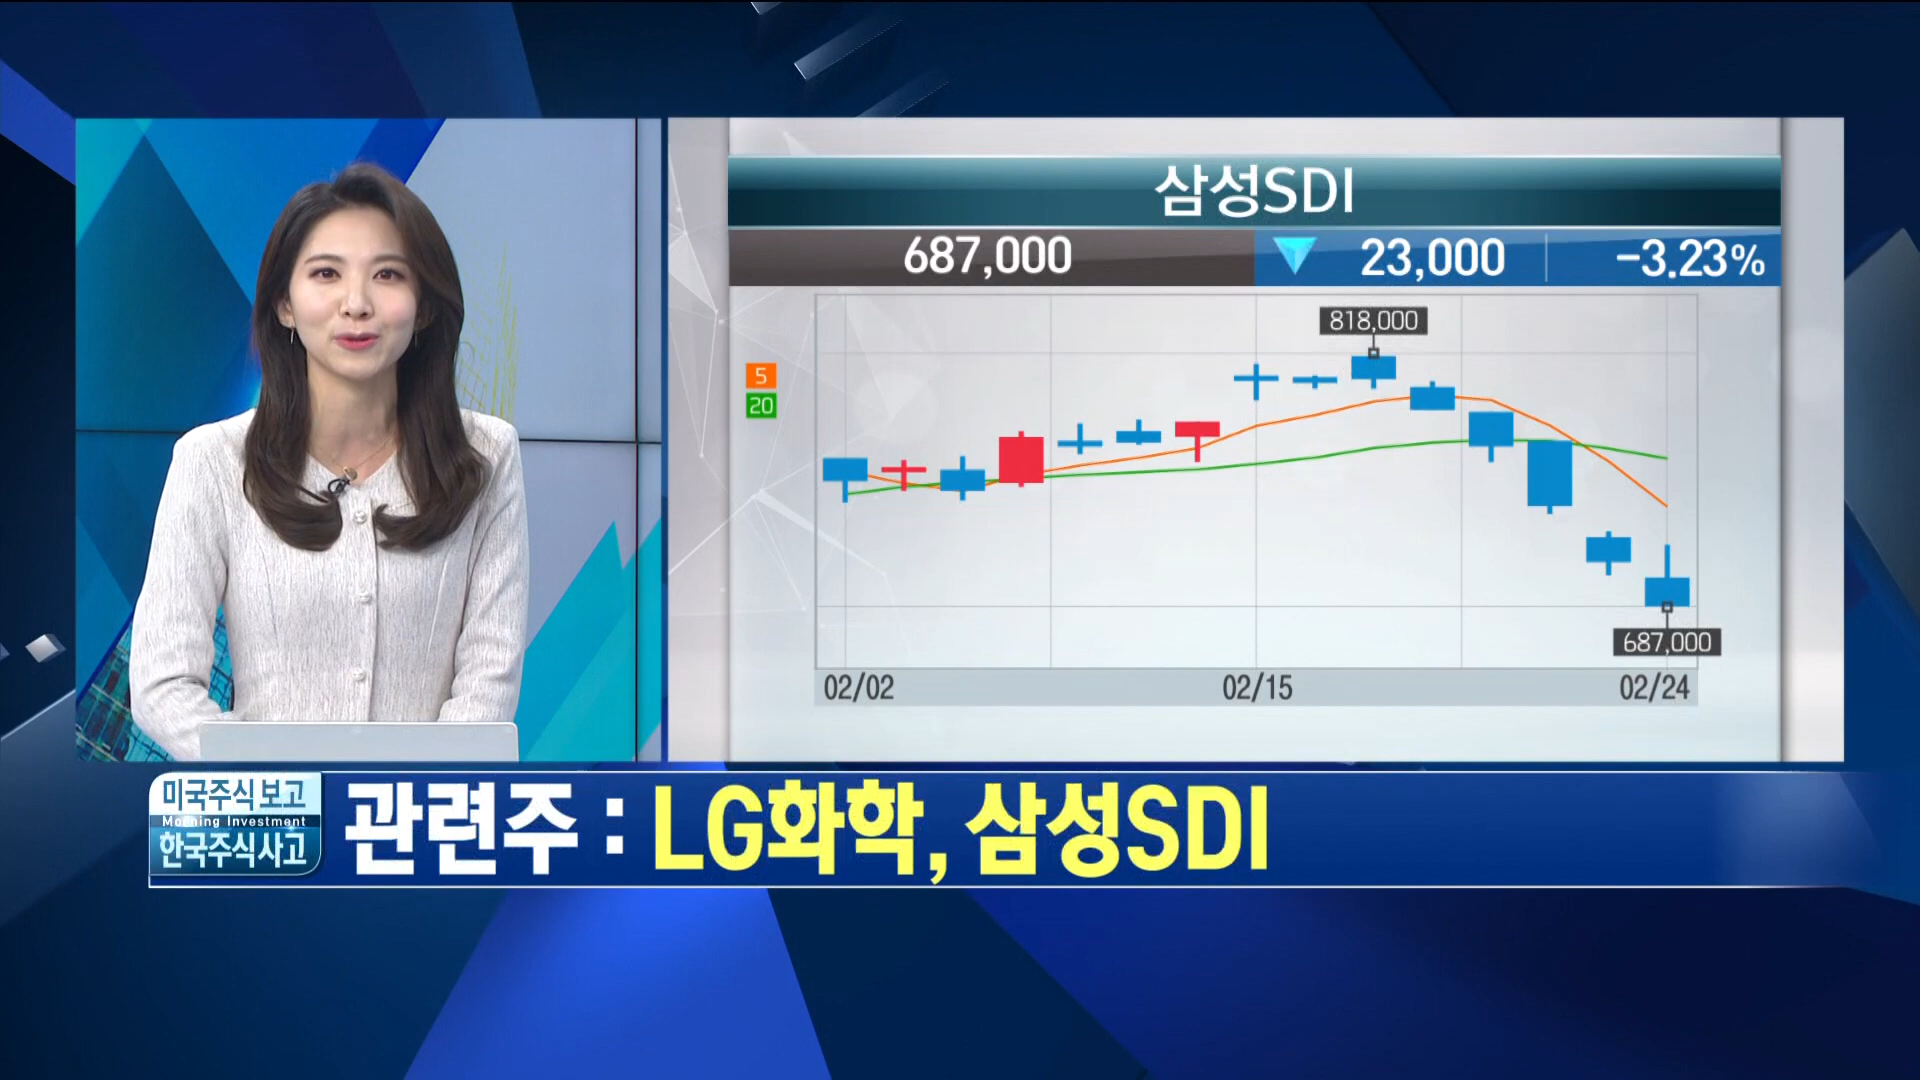 삼성SDI
687,000
▼ 23,000 -3.23%
818,000
5
20
687,000
02/02 02/15 02/24
미국주식 보고
Morning Investment
한국주식 사고
관련주 : LG화학, 삼성SDI